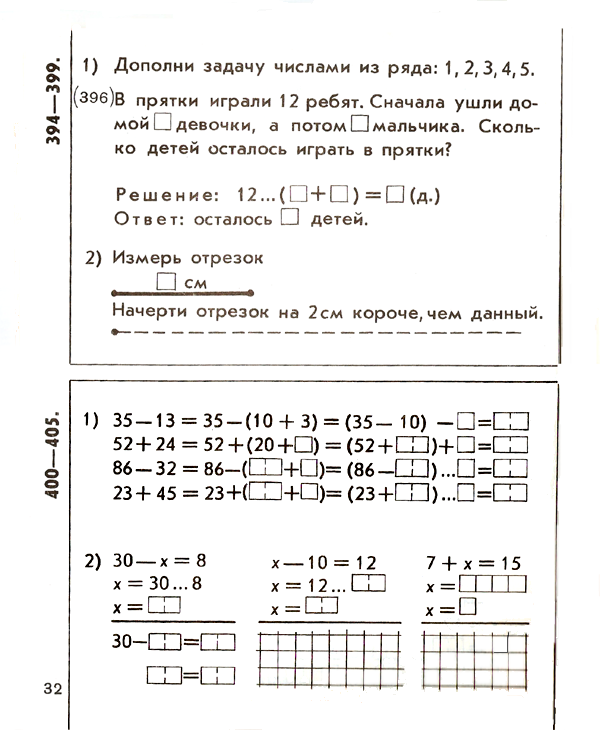 394—399.
1) Дополни задачу числами из ряда: 1, 2, 3, 4, 5.
(396) В прятки играли 12 ребят. Сначала ушли до-
мой □ девочки, а потом □ мальчика. Сколь-
ко детей осталось играть в прятки?
Решение: 12...(□+□) = □ (д.)
Ответ: осталось □ детей.
2) Измерь отрезок
□ см
Начерти отрезок на 2см короче, чем данный.
400—405.
1) 35—13 = 35—(10 + 3) = (35— 10) —□=□□
52+24 = 52+(20+□) = (52+□□)+□=□□
86—32 = 86—(□□+□)= (86—□□)...□=□□
23+45 = 23+(□□+□)= (23+□□)...□=□□
2) 30—x = 8 x—10 = 12 7 + x = 15
x = 30...8 x = 12...□□ x =□□□□
x =□□ x =□□ x =□
30—□□=□□
□□=□□
32